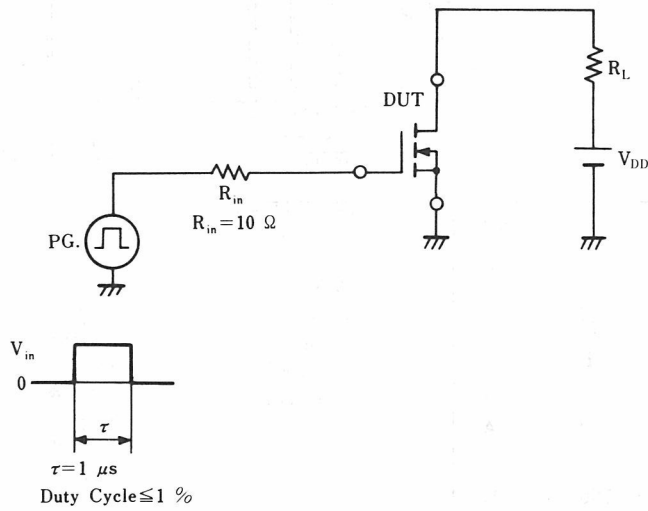 DUT
R_L
V_DD
R_in
R_in=10 Ω
PG.
V_in
0
τ
τ=1 μs
Duty Cycle≦1 %